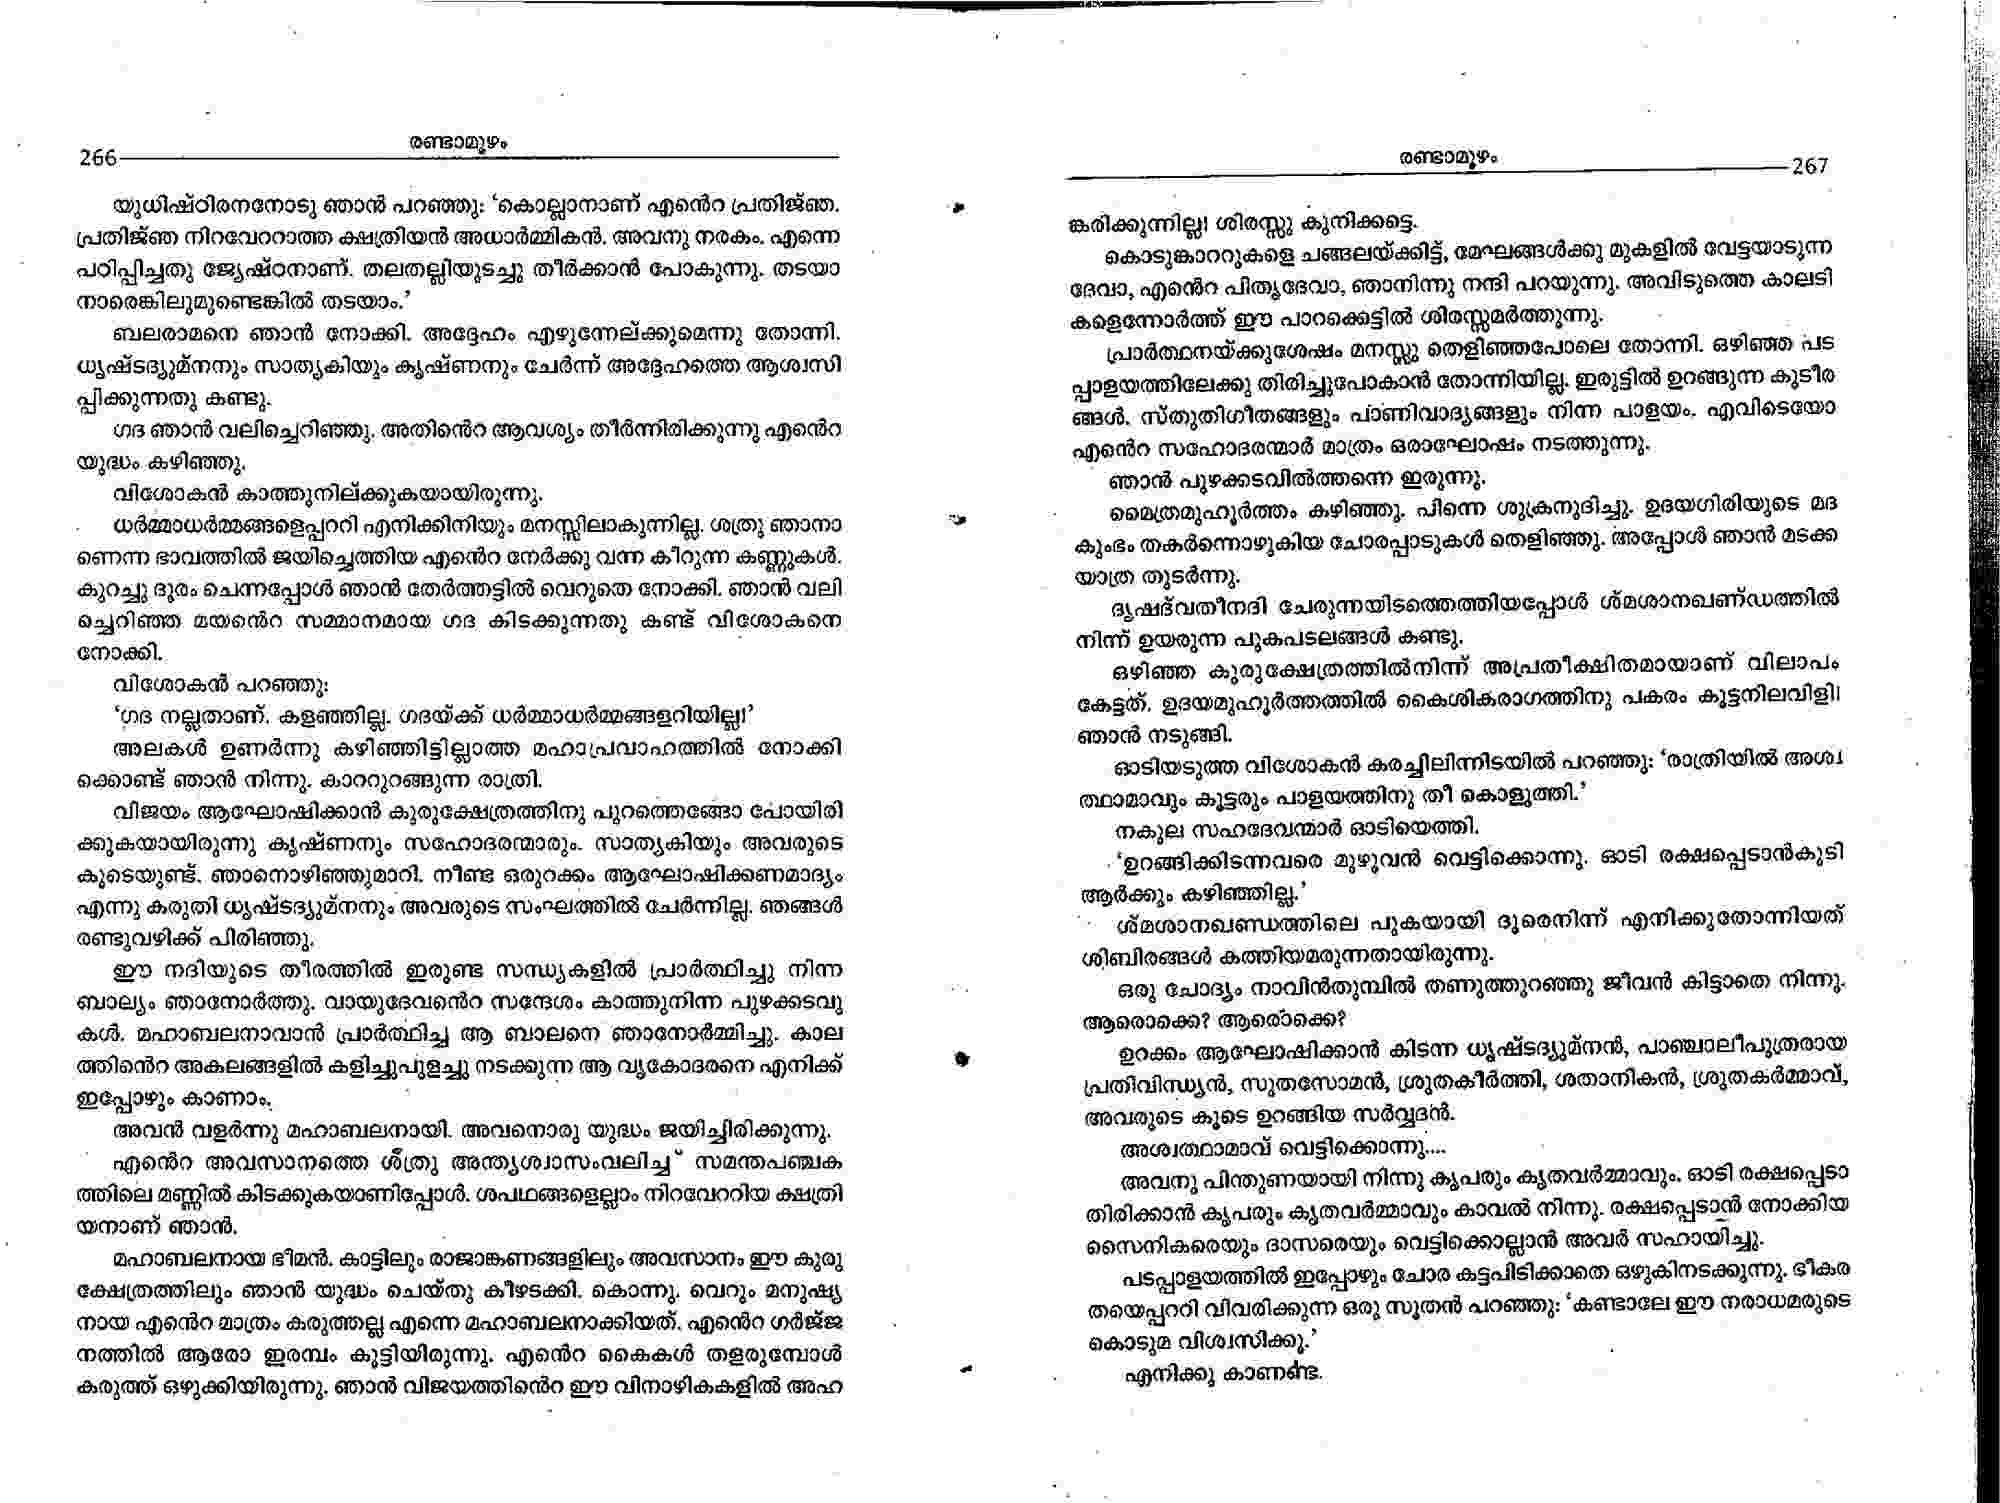 266
രണ്ടാമൂഴം
യുധിഷ്ഠിരനനോടു ഞാൻ പറഞ്ഞു: ‘കൊല്ലാനാണ് എൻെറ പ്രതിജ്ഞ.
പ്രതിജ്ഞ നിറവേററാത്ത ക്ഷത്രിയൻ അധാർമ്മികൻ. അവനു നരകം. എന്നെ
പഠിപ്പിച്ചതു ജ്യേഷ്ഠനാണ്. തലതല്ലിയുടച്ചു തീർക്കാൻ പോകുന്നു. തടയാ
നാരെങ്കിലുമുണ്ടെങ്കിൽ തടയാം.’
ബലരാമനെ ഞാൻ നോക്കി. അദ്ദേഹം എഴുന്നേല്ക്കുമെന്നു തോന്നി.
ധൃഷ്ടദ്യുമ്നനും സാത്യകിയും കൃഷ്ണനും ചേർന്ന് അദ്ദേഹത്തെ ആശ്വസി
പ്പിക്കുന്നതു കണ്ടു.
ഗദ ഞാൻ വലിച്ചെറിഞ്ഞു. അതിൻെറ ആവശ്യം തീർന്നിരിക്കുന്നു എൻെറ
യുദ്ധം കഴിഞ്ഞു.
വിശോകൻ കാത്തുനില്ക്കുകയായിരുന്നു.
ധർമ്മാധർമ്മങ്ങളെപ്പററി എനിക്കിനിയും മനസ്സിലാകുന്നില്ല. ശത്രു ഞാനാ
ണെന്ന ഭാവത്തിൽ ജയിച്ചെത്തിയ എൻെറ നേർക്കു വന്ന കീറുന്ന കണ്ണുകൾ.
കുറച്ചു ദൂരം ചെന്നപ്പോൾ ഞാൻ തേർത്തട്ടിൽ വെറുതെ നോക്കി. ഞാൻ വലി
ച്ചെറിഞ്ഞ മയൻെറ സമ്മാനമായ ഗദ കിടക്കുന്നതു കണ്ട് വിശോകനെ
നോക്കി.
വിശോകൻ പറഞ്ഞു:
‘ഗദ നല്ലതാണ്. കളഞ്ഞില്ല. ഗദയ്ക്ക് ധർമ്മാധർമ്മങ്ങളറിയില്ല!’
അലകൾ ഉണർന്നു കഴിഞ്ഞിട്ടില്ലാത്ത മഹാപ്രവാഹത്തിൽ നോക്കി
ക്കൊണ്ട് ഞാൻ നിന്നു. കാററുറങ്ങുന്ന രാത്രി.
വിജയം ആഘോഷിക്കാൻ കുരുക്ഷേത്രത്തിനു പുറത്തെങ്ങോ പോയിരി
ക്കുകയായിരുന്നു കൃഷ്ണനും സഹോദരന്മാരും. സാത്യകിയും അവരുടെ
കൂടെയുണ്ട്. ഞാനൊഴിഞ്ഞുമാറി. നീണ്ട ഒരുറക്കം ആഘോഷിക്കണമാദ്യം
എന്നു കരുതി ധൃഷ്ടദ്യുമ്നനും അവരുടെ സംഘത്തിൽ ചേർന്നില്ല. ഞങ്ങൾ
രണ്ടുവഴിക്ക് പിരിഞ്ഞു.
ഈ നദിയുടെ തീരത്തിൽ ഇരുണ്ട സന്ധ്യകളിൽ പ്രാർത്ഥിച്ചു നിന്ന
ബാല്യം ഞാനോർത്തു. വായുദേവൻെറ സന്ദേശം കാത്തുനിന്ന പുഴക്കടവു
കൾ. മഹാബലനാവാൻ പ്രാർത്ഥിച്ച ആ ബാലനെ ഞാനോർമ്മിച്ചു. കാല
ത്തിൻെറ അകലങ്ങളിൽ കളിച്ചുപുളച്ചു നടക്കുന്ന ആ വൃകോദരനെ എനിക്ക്
ഇപ്പോഴും കാണാം.
അവൻ വളർന്നു മഹാബലനായി. അവനൊരു യുദ്ധം ജയിച്ചിരിക്കുന്നു.
എൻെറ അവസാനത്തെ ശത്രു അന്ത്യശ്വാസംവലിച്ച് സമന്തപഞ്ചക
ത്തിലെ മണ്ണിൽ കിടക്കുകയാണിപ്പോൾ. ശപഥങ്ങളെല്ലാം നിറവേററിയ ക്ഷത്രി
യനാണ് ഞാൻ.
മഹാബലനായ ഭീമൻ. കാട്ടിലും രാജാങ്കണങ്ങളിലും അവസാനം ഈ കുരു
ക്ഷേത്രത്തിലും ഞാൻ യുദ്ധം ചെയ്തു കീഴടക്കി. കൊന്നു. വെറും മനുഷ്യ
നായ എൻെറ മാത്രം കരുത്തല്ല എന്നെ മഹാബലനാക്കിയത്. എൻെറ ഗർജ്ജ
നത്തിൽ ആരോ ഇരമ്പം കൂട്ടിയിരുന്നു. എൻെറ കൈകൾ തളരുമ്പോൾ
കരുത്ത് ഒഴുക്കിയിരുന്നു. ഞാൻ വിജയത്തിൻെറ ഈ വിനാഴികകളിൽ അഹ
രണ്ടാമൂഴം
267
ങ്കരിക്കുന്നില്ല! ശിരസ്സു കുനിക്കട്ടെ.
കൊടുങ്കാററുകളെ ചങ്ങലയ്ക്കിട്ട്, മേഘങ്ങൾക്കു മുകളിൽ വേട്ടയാടുന്ന
ദേവാ, എൻെറ പിതൃദേവാ, ഞാനിന്നു നന്ദി പറയുന്നു. അവിടുത്തെ കാലടി
കളെന്നോർത്ത് ഈ പാറക്കെട്ടിൽ ശിരസ്സമർത്തുന്നു.
പ്രാർത്ഥനയ്ക്കുശേഷം മനസ്സു തെളിഞ്ഞപോലെ തോന്നി. ഒഴിഞ്ഞ പട
പ്പാളയത്തിലേക്കു തിരിച്ചുപോകാൻ തോന്നിയില്ല. ഇരുട്ടിൽ ഉറങ്ങുന്ന കുടീര
ങ്ങൾ. സ്തുതിഗീതങ്ങളും പാണിവാദ്യങ്ങളും നിന്ന പാളയം. എവിടെയോ
എൻെറ സഹോദരന്മാർ മാത്രം ഒരാഘോഷം നടത്തുന്നു.
ഞാൻ പുഴക്കടവിൽത്തന്നെ ഇരുന്നു.
മൈത്രമുഹൂർത്തം കഴിഞ്ഞു. പിന്നെ ശുക്രനുദിച്ചു. ഉദയഗിരിയുടെ മദ
കുംഭം തകർന്നൊഴുകിയ ചോരപ്പാടുകൾ തെളിഞ്ഞു. അപ്പോൾ ഞാൻ മടക്ക
യാത്ര തുടർന്നു.
ദൃഷദ്വതീനദി ചേരുന്നയിടത്തെത്തിയപ്പോൾ ശ്മശാനഖണ്ഡത്തിൽ
നിന്ന് ഉയരുന്ന പുകപടലങ്ങൾ കണ്ടു.
ഒഴിഞ്ഞ കുരുക്ഷേത്രത്തിൽനിന്ന് അപ്രതീക്ഷിതമായാണ് വിലാപം
കേട്ടത്. ഉദയമുഹൂർത്തത്തിൽ കൈശികരാഗത്തിനു പകരം കൂട്ടനിലവിളി!
ഞാൻ നടുങ്ങി.
ഓടിയടുത്ത വിശോകൻ കരച്ചിലിന്നിടയിൽ പറഞ്ഞു: ‘രാത്രിയിൽ അശ്വ
ത്ഥാമാവും കൂട്ടരും പാളയത്തിനു തീ കൊളുത്തി.’
നകുല സഹദേവന്മാർ ഓടിയെത്തി.
‘ഉറങ്ങിക്കിടന്നവരെ മുഴുവൻ വെട്ടിക്കൊന്നു. ഓടി രക്ഷപ്പെടാൻകൂടി
ആർക്കും കഴിഞ്ഞില്ല.’
ശ്മശാനഖണ്ഡത്തിലെ പുകയായി ദൂരെനിന്ന് എനിക്കുതോന്നിയത്
ശിബിരങ്ങൾ കത്തിയമരുന്നതായിരുന്നു.
ഒരു ചോദ്യം നാവിൻതുമ്പിൽ തണുത്തുറഞ്ഞു ജീവൻ കിട്ടാതെ നിന്നു.
ആരൊക്കെ? ആരൊക്കെ?
ഉറക്കം ആഘോഷിക്കാൻ കിടന്ന ധൃഷ്ടദ്യുമ്നൻ, പാഞ്ചാലീപുത്രരായ
പ്രതിവിന്ധ്യൻ, സുതസോമൻ, ശ്രുതകീർത്തി, ശതാനികൻ, ശ്രുതകർമ്മാവ്,
അവരുടെ കൂടെ ഉറങ്ങിയ സർവ്വദൻ.
അശ്വത്ഥാമാവ് വെട്ടിക്കൊന്നു....
അവനു പിന്തുണയായി നിന്നു കൃപരും കൃതവർമ്മാവും. ഓടി രക്ഷപ്പെടാ
തിരിക്കാൻ കൃപരും കൃതവർമ്മാവും കാവൽ നിന്നു. രക്ഷപ്പെടാൻ നോക്കിയ
സൈനികരെയും ദാസരെയും വെട്ടിക്കൊല്ലാൻ അവർ സഹായിച്ചു.
പടപ്പാളയത്തിൽ ഇപ്പോഴും ചോര കട്ടപിടിക്കാതെ ഒഴുകിനടക്കുന്നു. ഭീകര
തയെപ്പററി വിവരിക്കുന്ന ഒരു സൂതൻ പറഞ്ഞു: ‘കണ്ടാലേ ഈ നരാധമരുടെ
കൊടുമ വിശ്വസിക്കൂ.’
എനിക്കു കാണണ്ട.